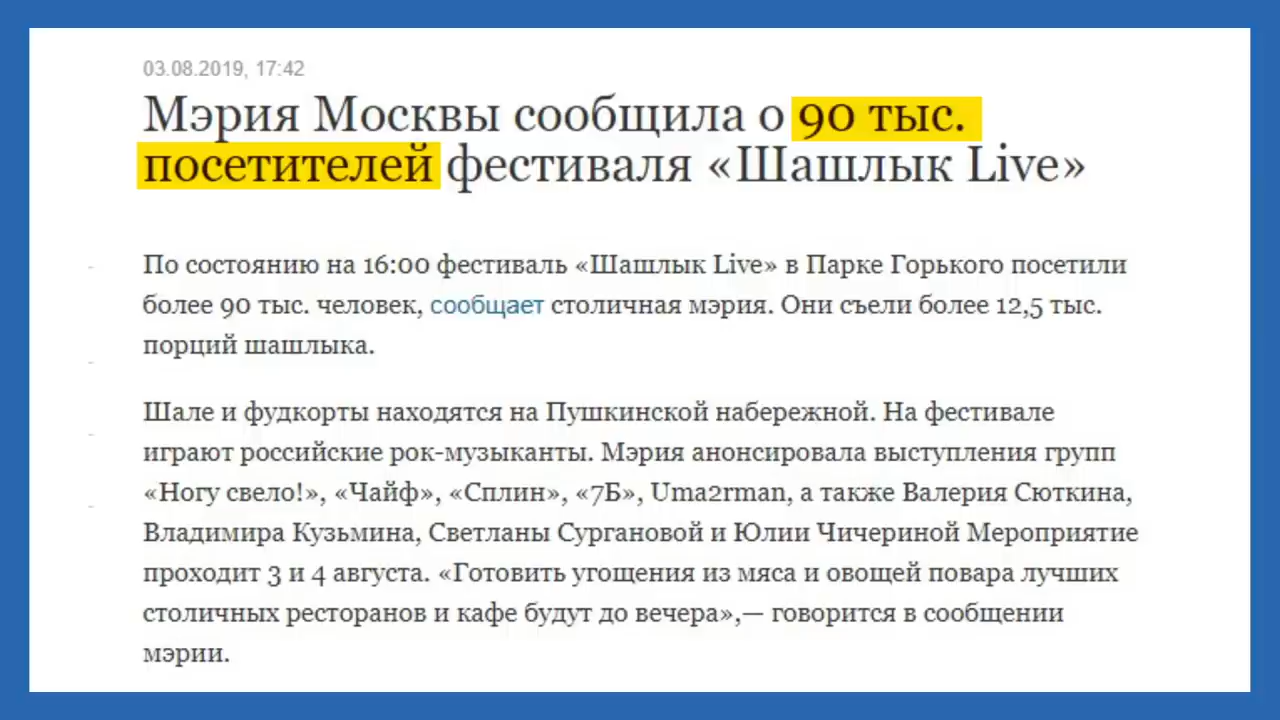 03.08.2019, 17:42
Мэрия Москвы сообщила о 90 тыс.
посетителей фестиваля «Шашлык Live»
По состоянию на 16:00 фестиваль «Шашлык Live» в Парке Горького посетили
более 90 тыс. человек, сообщает столичная мэрия. Они съели более 12,5 тыс.
порций шашлыка.
Шале и фудкорты находятся на Пушкинской набережной. На фестивале
играют российские рок-музыканты. Мэрия анонсировала выступления групп
«Ногу свело!», «Чайф», «Сплин», «7Б», Uma2rman, а также Валерия Сюткина,
Владимира Кузьмина, Светланы Сургановой и Юлии Чичериной Мероприятие
проходит 3 и 4 августа. «Готовить угощения из мяса и овощей повара лучших
столичных ресторанов и кафе будут до вечера»,— говорится в сообщении
мэрии.